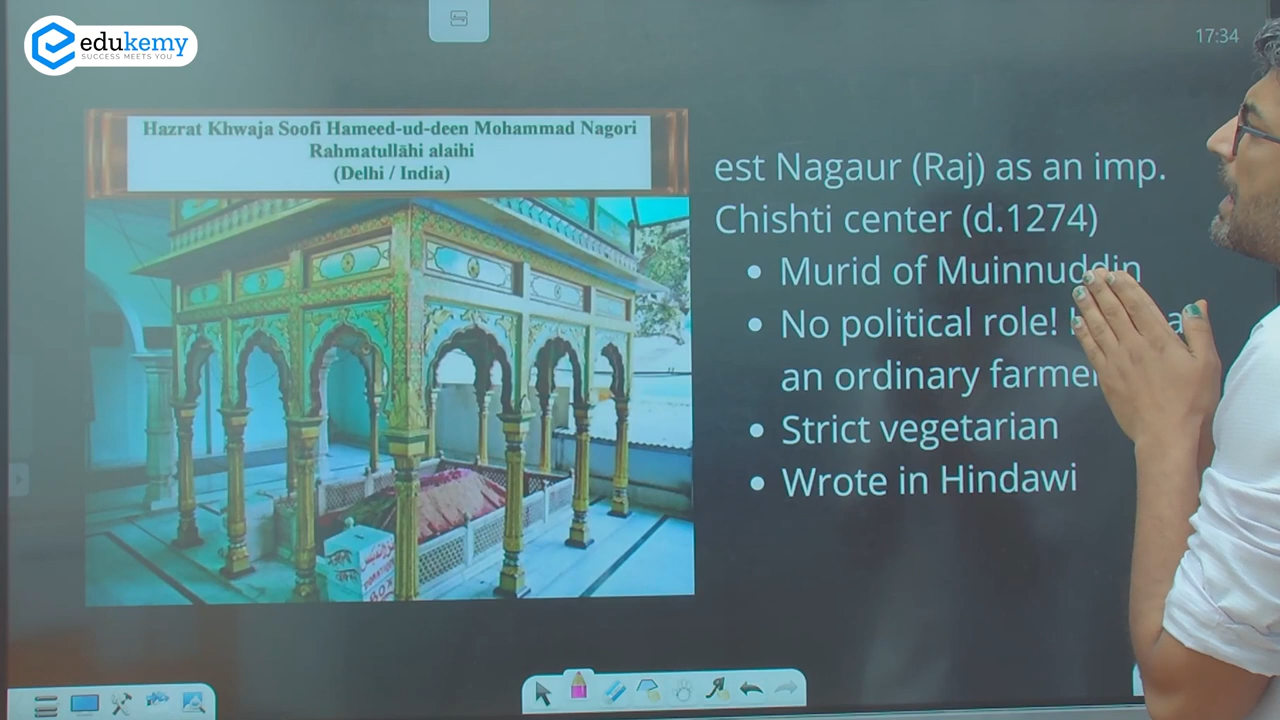 edukemy
SUCCESS MEETS YOU
17:34
Hazrat Khwaja Soofi Hameed-ud-deen Mohammad Nagori
Rahmatullāhi alaihi
(Delhi / India)
est Nagaur (Raj) as an imp.
Chishti center (d.1274)
• Murid of Muinnuddin
• No political role!
an ordinary farmer
• Strict vegetarian
• Wrote in Hindawi
DONATION
BOX